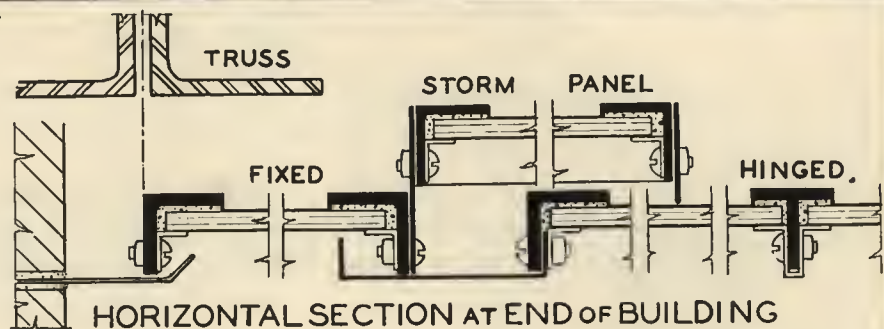 TRUSS
STORM PANEL
FIXED
HINGED.
HORIZONTAL SECTION AT END OF BUILDING